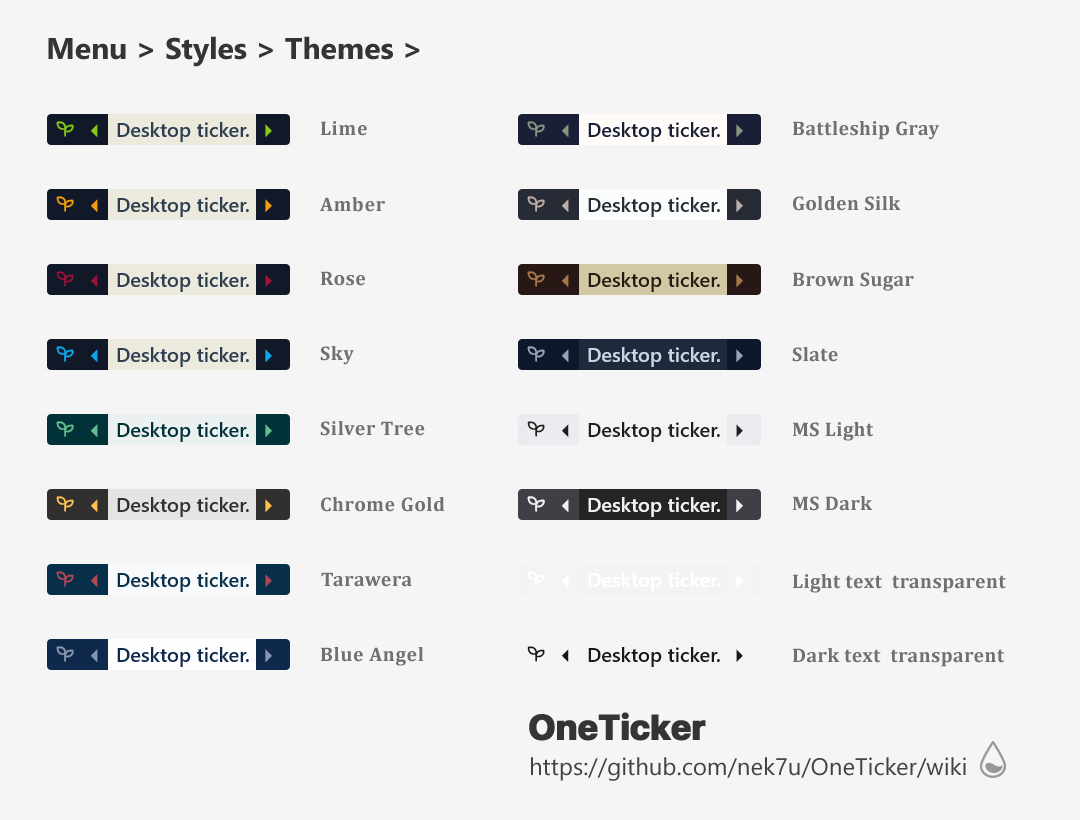 Menu > Styles > Themes >
Desktop ticker. Lime
Desktop ticker. Amber
Desktop ticker. Rose
Desktop ticker. Sky
Desktop ticker. Silver Tree
Desktop ticker. Chrome Gold
Desktop ticker. Tarawera
Desktop ticker. Blue Angel
Desktop ticker. Battleship Gray
Desktop ticker. Golden Silk
Desktop ticker. Brown Sugar
Desktop ticker. Slate
Desktop ticker. MS Light
Desktop ticker. MS Dark
Desktop ticker. Light text transparent
Desktop ticker. Dark text transparent
OneTicker
https://github.com/nek7u/OneTicker/wiki